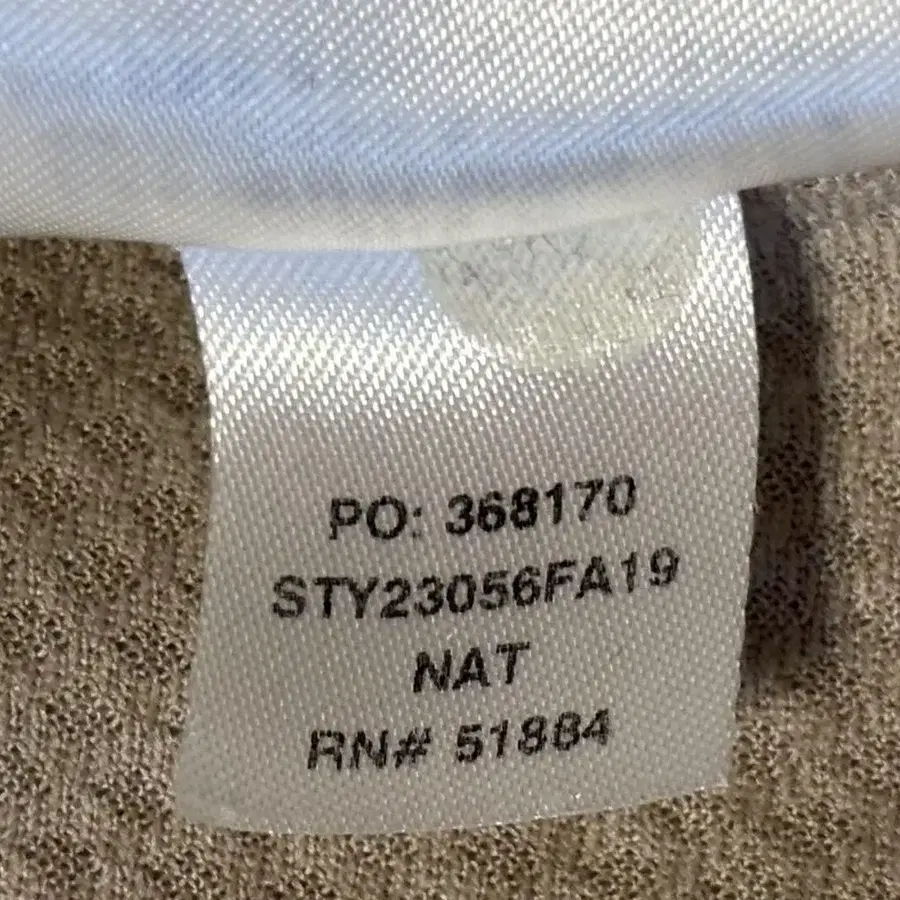 PO: 368170
STY23056FA19
NAT
RN# 51884